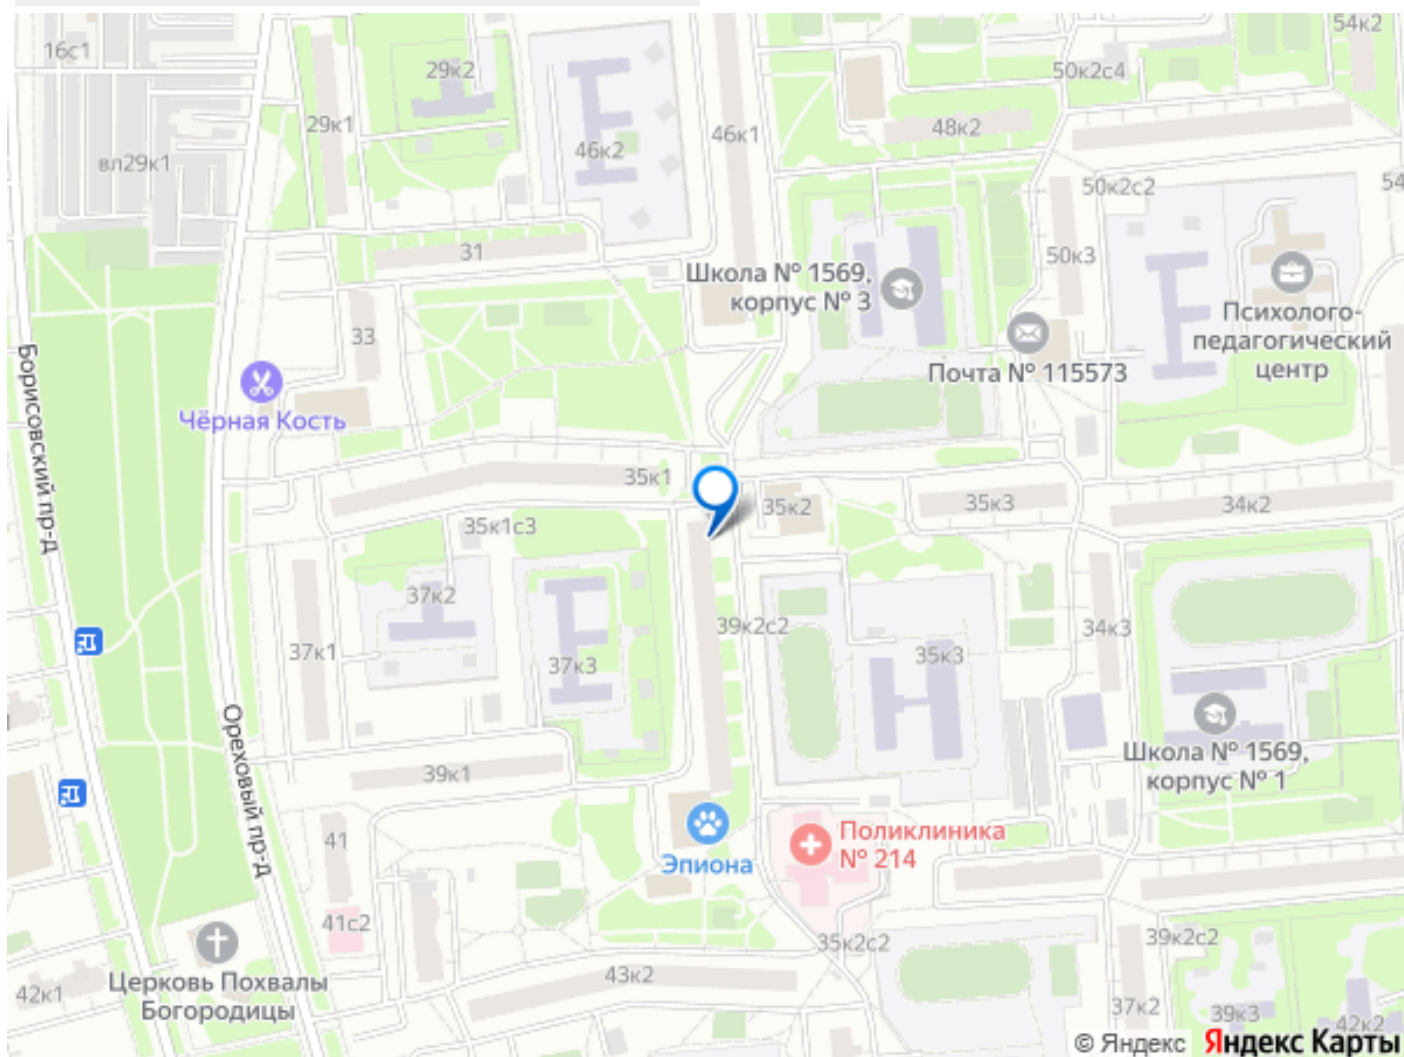 16с1
54к2
29к2
50к2с4
29к1
46к1
48к2
46к2
вл29к1
50к2с2
54
31
50к3
Школа № 1569,
корпус № 3
Психолого-
педагогический
центр
33
Почта № 115573
Чёрная Кость
Борисовский пр-д
35к1
35к2
35к3
34к2
35к1с3
37к2
39к2с2
34к3
37к1
37к3
35к3
Ореховый пр-д
Школа № 1569,
корпус № 1
39к1
41
Эпиона
Поликлиника
№ 214
41с2
35к2с2
39к2с2
Церковь Похвалы
Богородицы
42к1
43к2
37к2
39к3
42к2
© Яндекс Яндекс Карты